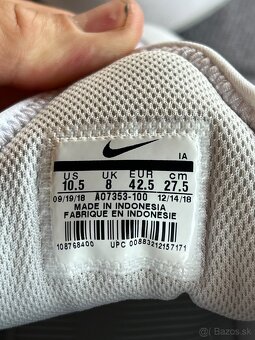 IA
US UK EUR cm
10.5 8 42.5 27.5
09/19/18 AO7353-100 12/14/18
MADE IN INDONESIA
FABRIQUE EN INDONESIE
108768400 UPC 00883212157171
© Bazos.sk